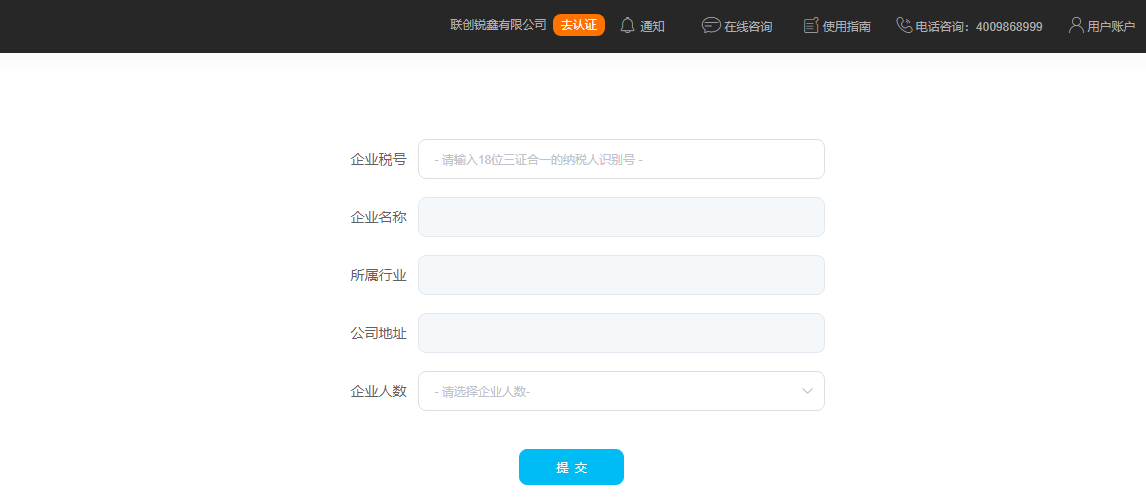 联创锐鑫有限公司 去认证 通知 在线咨询 使用指南 电话咨询：4009868999 用户账户
企业税号 - 请输入18位三证合一的纳税人识别号 -
企业名称
所属行业
公司地址
企业人数 - 请选择企业人数-
提 交